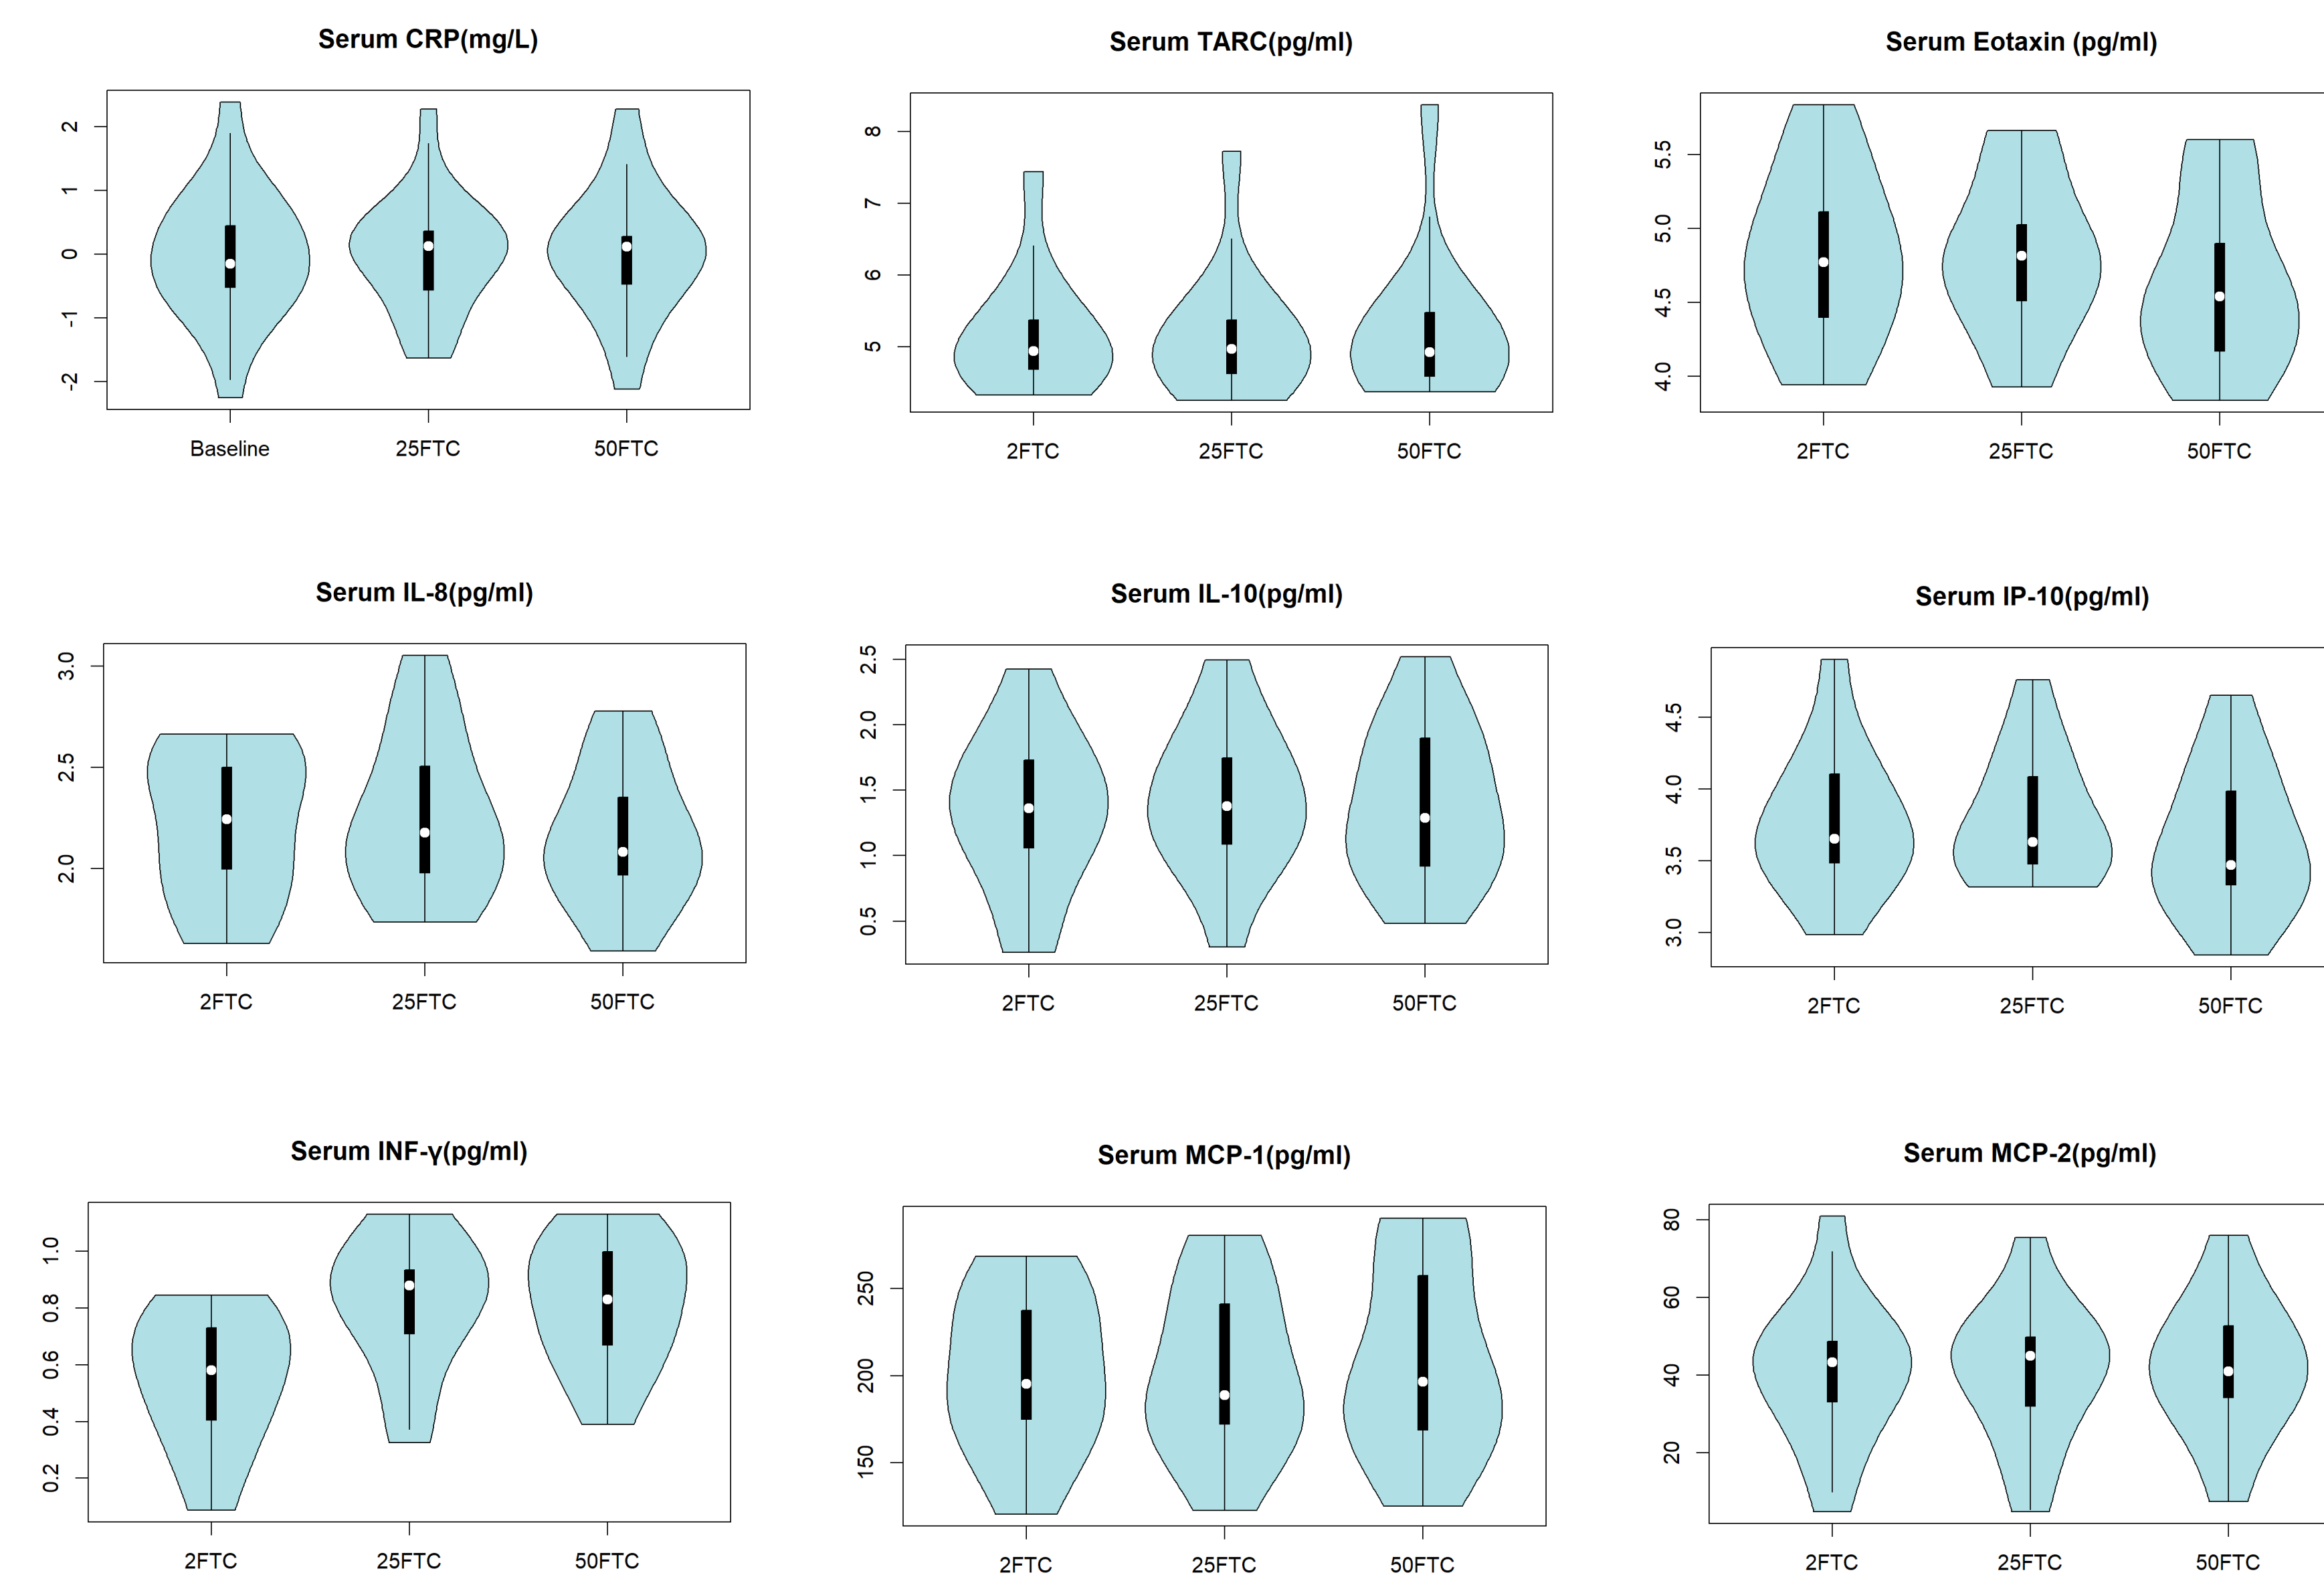 Serum CRP(mg/L)
2
1
0
-1
-2
Baseline 25FTC 50FTC
Serum TARC(pg/ml)
8
7
6
5
2FTC 25FTC 50FTC
Serum Eotaxin (pg/ml)
5.5
5.0
4.5
4.0
2FTC 25FTC 50FTC
Serum IL-8(pg/ml)
3.0
2.5
2.0
2FTC 25FTC 50FTC
Serum IL-10(pg/ml)
2.5
2.0
1.5
1.0
0.5
2FTC 25FTC 50FTC
Serum IP-10(pg/ml)
4.5
4.0
3.5
3.0
2FTC 25FTC 50FTC
Serum INF-γ(pg/ml)
1.0
0.8
0.6
0.4
0.2
2FTC 25FTC 50FTC
Serum MCP-1(pg/ml)
250
200
150
2FTC 25FTC 50FTC
Serum MCP-2(pg/ml)
80
60
40
20
2FTC 25FTC 50FTC